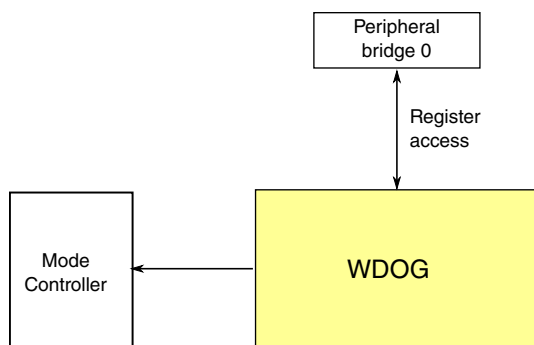 Peripheral
bridge 0
Register
access
Mode
Controller
WDOG